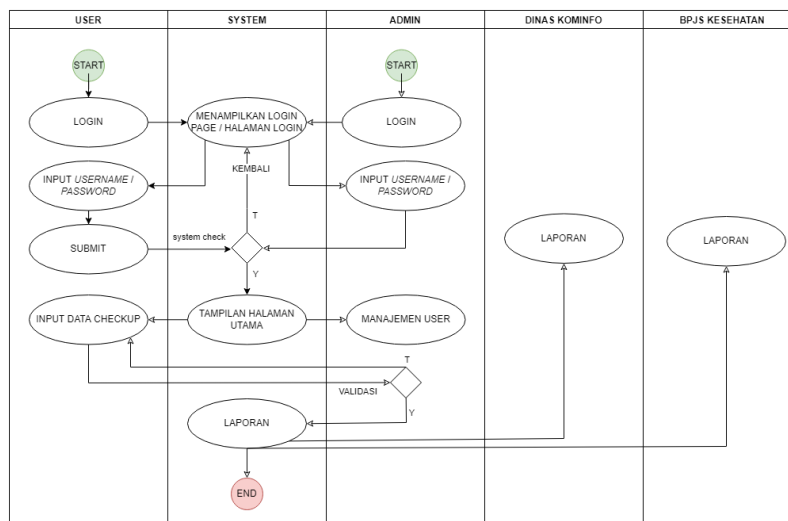 USER
SYSTEM
ADMIN
DINAS KOMINFO
BPJS KESEHATAN
START
START
LOGIN
MENAMPILKAN LOGIN
PAGE / HALAMAN LOGIN
LOGIN
KEMBALI
INPUT USERNAME /
PASSWORD
INPUT USERNAME /
PASSWORD
T
SUBMIT
system check
LAPORAN
LAPORAN
Y
INPUT DATA CHECKUP
TAMPILAN HALAMAN
UTAMA
MANAJEMEN USER
T
VALIDASI
Y
LAPORAN
END